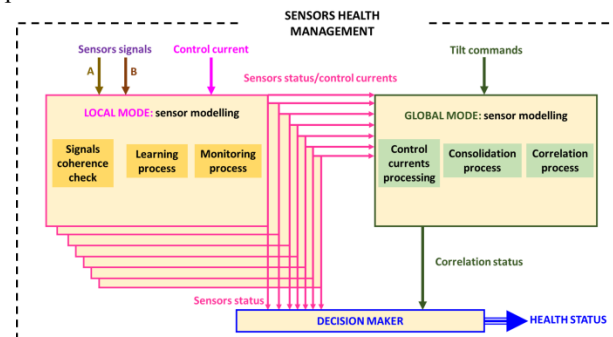 SENSORS HEALTH
MANAGEMENT
Sensors signals
Control current
Tilt commands
A
B
Sensors status/control currents
LOCAL MODE: sensor modelling
GLOBAL MODE: sensor modelling
Signals
coherence
check
Learning
process
Monitoring
process
Control
currents
processing
Consolidation
process
Correlation
process
Correlation status
Sensors status
DECISION MAKER
HEALTH STATUS